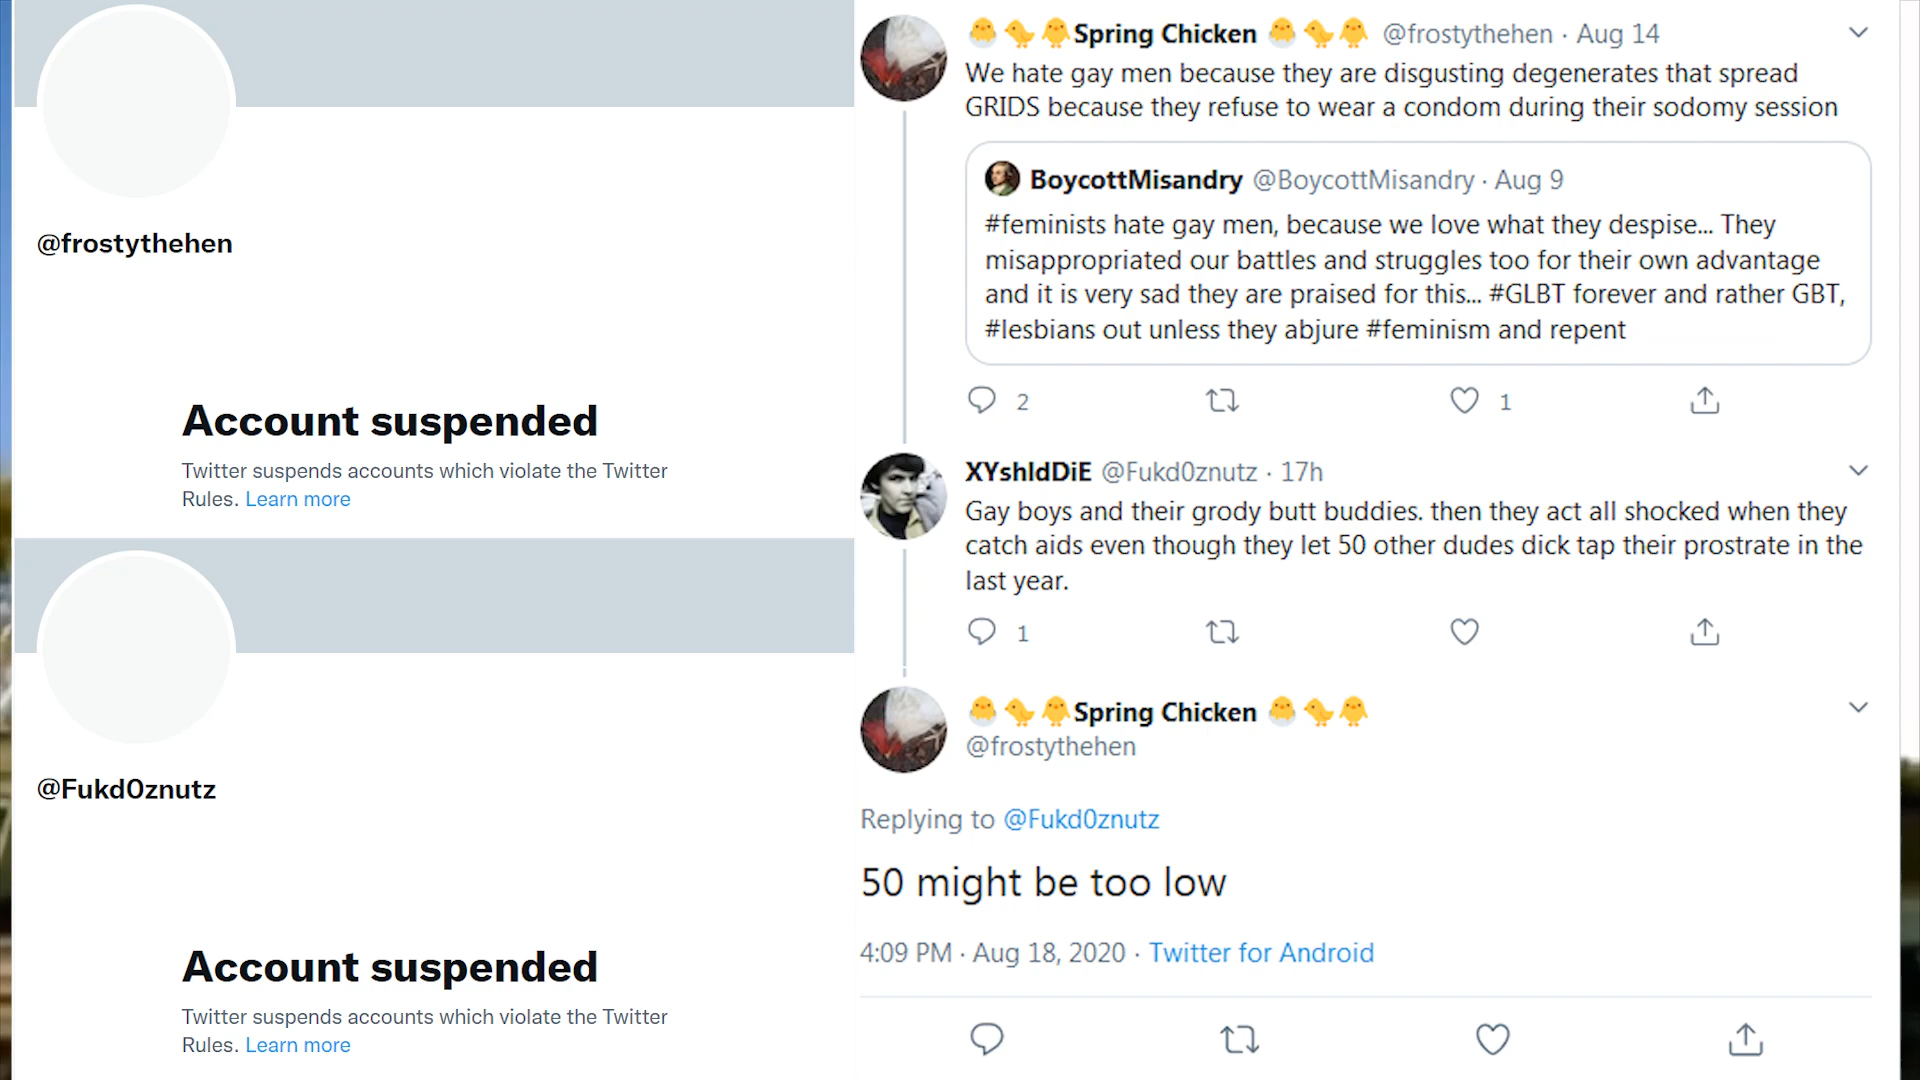 @frostythehen
Account suspended
Twitter suspends accounts which violate the Twitter
Rules. Learn more
@Fukd0znutz
Account suspended
Twitter suspends accounts which violate the Twitter
Rules. Learn more
🐣🐤🐥Spring Chicken 🐣🐤🐥 @frostythehen · Aug 14
We hate gay men because they are disgusting degenerates that spread
GRIDS because they refuse to wear a condom during their sodomy session
BoycottMisandry @BoycottMisandry · Aug 9
#feminists hate gay men, because we love what they despise... They
misappropriated our battles and struggles too for their own advantage
and it is very sad they are praised for this... #GLBT forever and rather GBT,
#lesbians out unless they abjure #feminism and repent
2 1
XYshldDiE @Fukd0znutz · 17h
Gay boys and their grody butt buddies. then they act all shocked when they
catch aids even though they let 50 other dudes dick tap their prostrate in the
last year.
1
🐣🐤🐥Spring Chicken 🐣🐤🐥
@frostythehen
Replying to @Fukd0znutz
50 might be too low
4:09 PM · Aug 18, 2020 · Twitter for Android